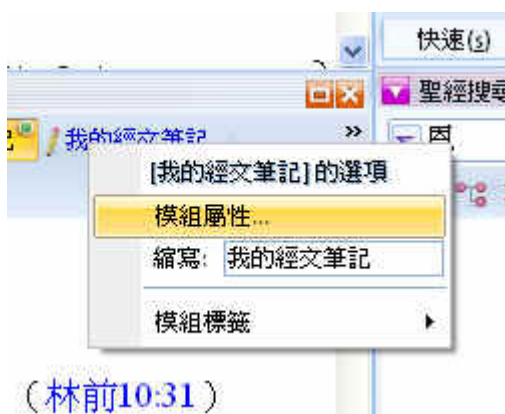 快速(s)
聖經搜尋
我的經文筆記 »
恩
[我的經文筆記] 的選項
模組屬性...
縮寫: 我的經文筆記
模組標籤
（林前10:31）